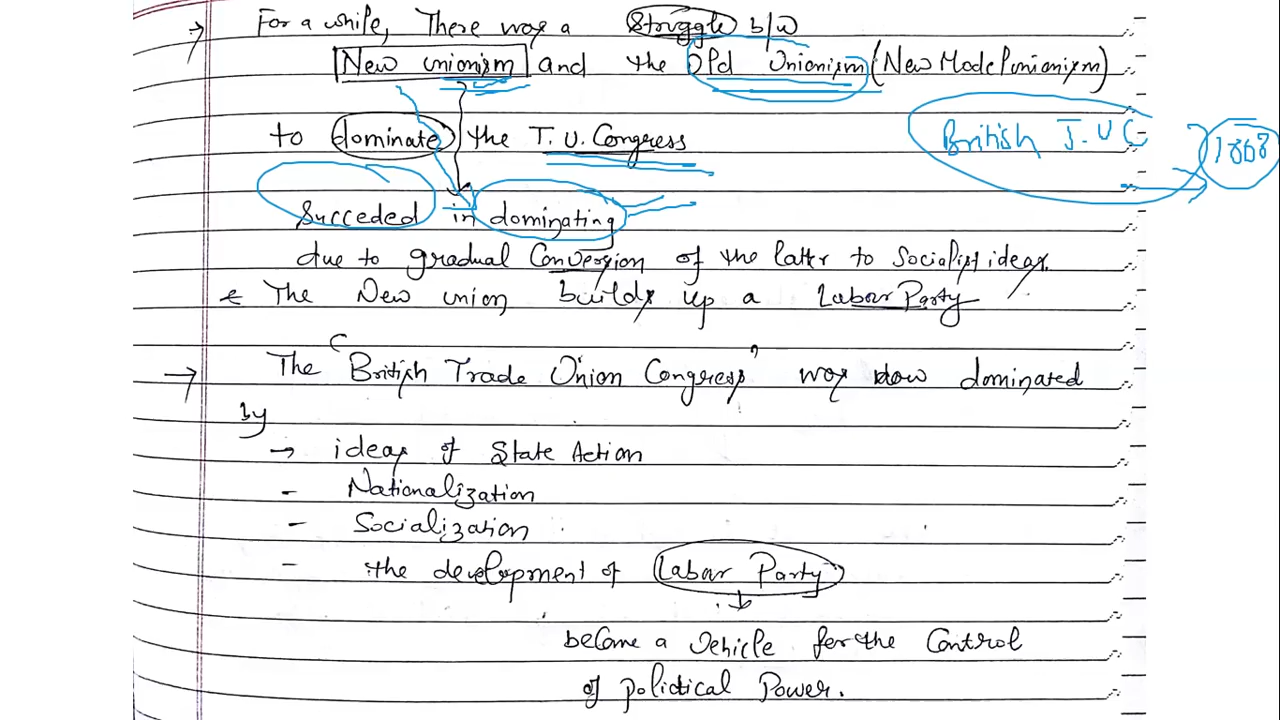 → For a while, There was a Struggle b/w
New unionism and the Old Unionism (New Model unionism)
to dominate the T. U. Congress
British T. U C → 1868
Succeded in dominating
due to gradual Conversion of the latter to Socialist ideas.
& The New union builds up a Labor Party
→ The "British Trade Union Congress" was now dominated
by
→ ideas of State Action
- Nationalization
- Socialization
- the development of Labar Party
↓
become a Vehicle for the Control
of political Power.